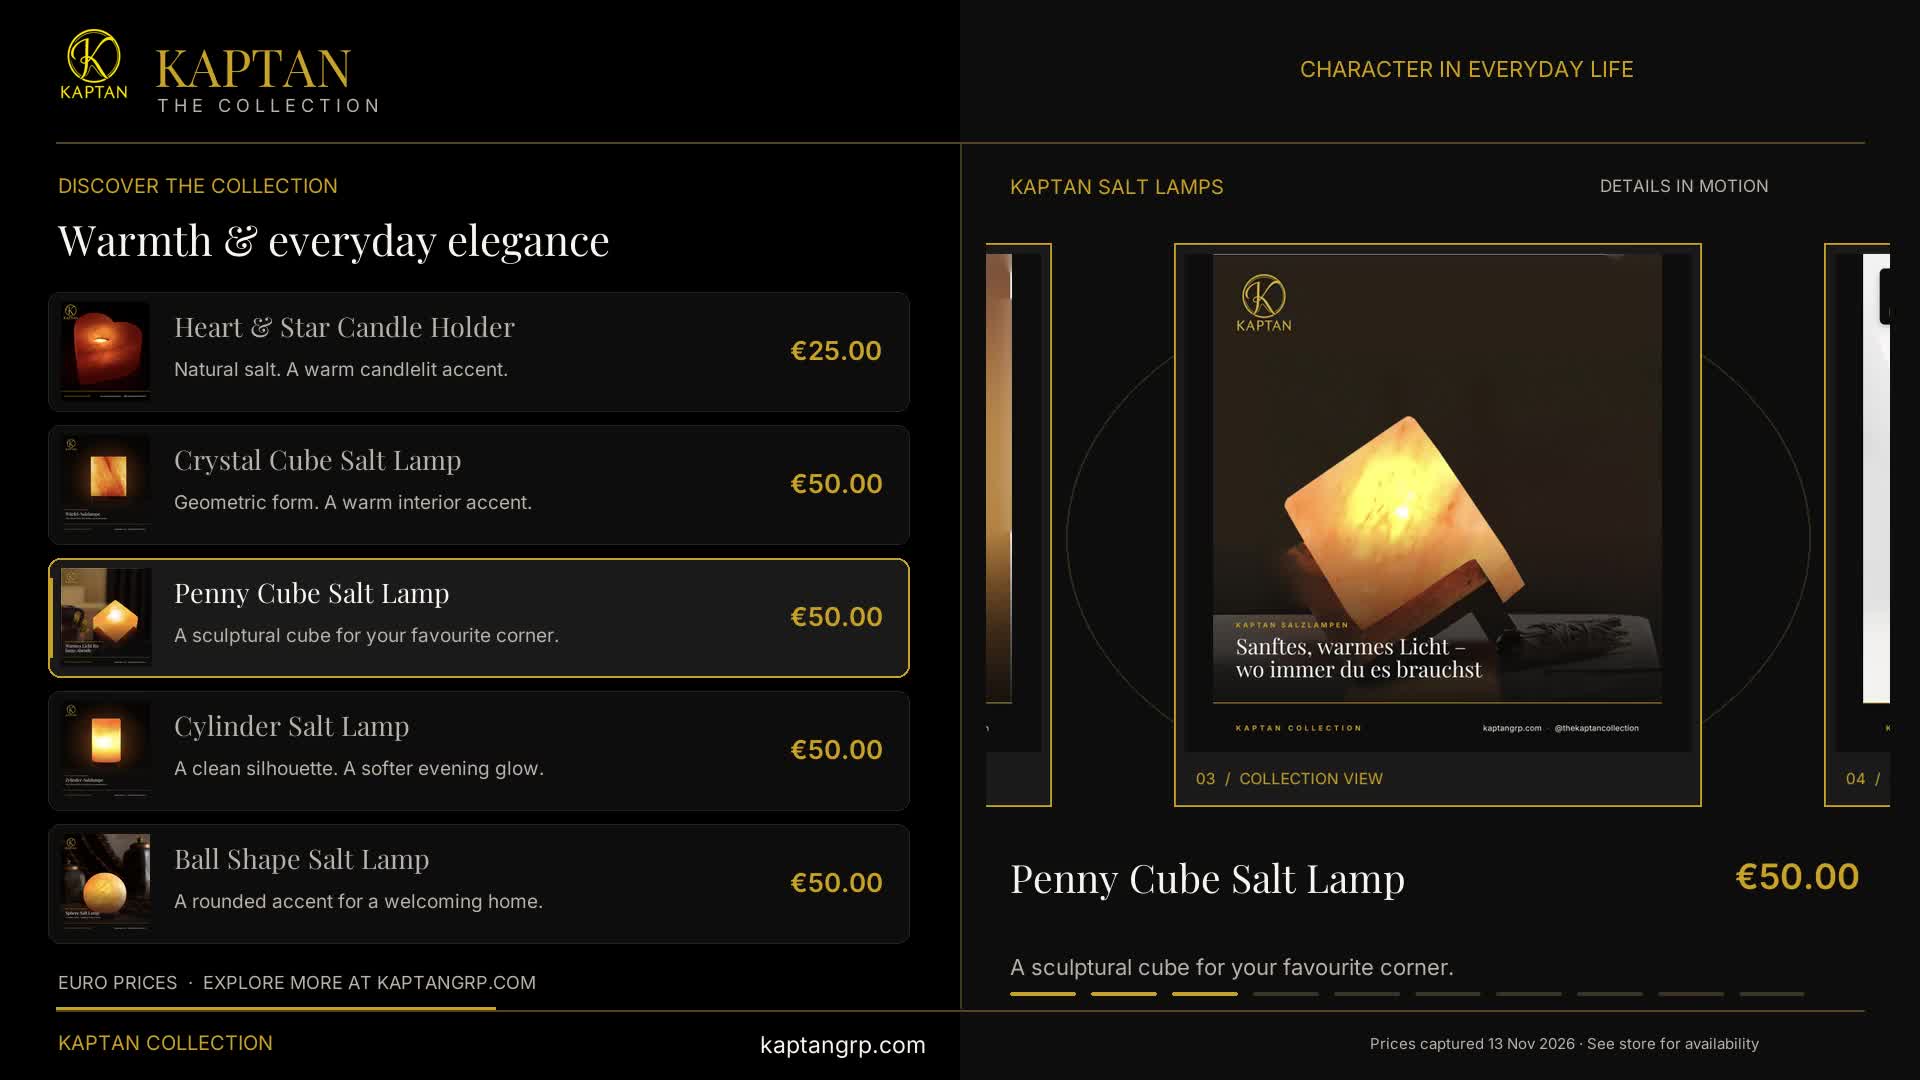 KAPTAN
KAPTAN
THE COLLECTION
CHARACTER IN EVERYDAY LIFE
DISCOVER THE COLLECTION
Warmth & everyday elegance
Heart & Star Candle Holder
Natural salt. A warm candlelit accent.
€25.00
Crystal Cube Salt Lamp
Geometric form. A warm interior accent.
€50.00
Penny Cube Salt Lamp
A sculptural cube for your favourite corner.
€50.00
Cylinder Salt Lamp
A clean silhouette. A softer evening glow.
€50.00
Ball Shape Salt Lamp
A rounded accent for a welcoming home.
€50.00
EURO PRICES · EXPLORE MORE AT KAPTANGRP.COM
KAPTAN SALT LAMPS
DETAILS IN MOTION
KAPTAN
KAPTAN SALZLAMPEN
Sanftes, warmes Licht –
wo immer du es brauchst
KAPTAN COLLECTION
kaptangrp.com · @thekaptancollection
03 / COLLECTION VIEW
04 /
Penny Cube Salt Lamp
€50.00
A sculptural cube for your favourite corner.
KAPTAN COLLECTION
kaptangrp.com
Prices captured 13 Nov 2026 · See store for availability